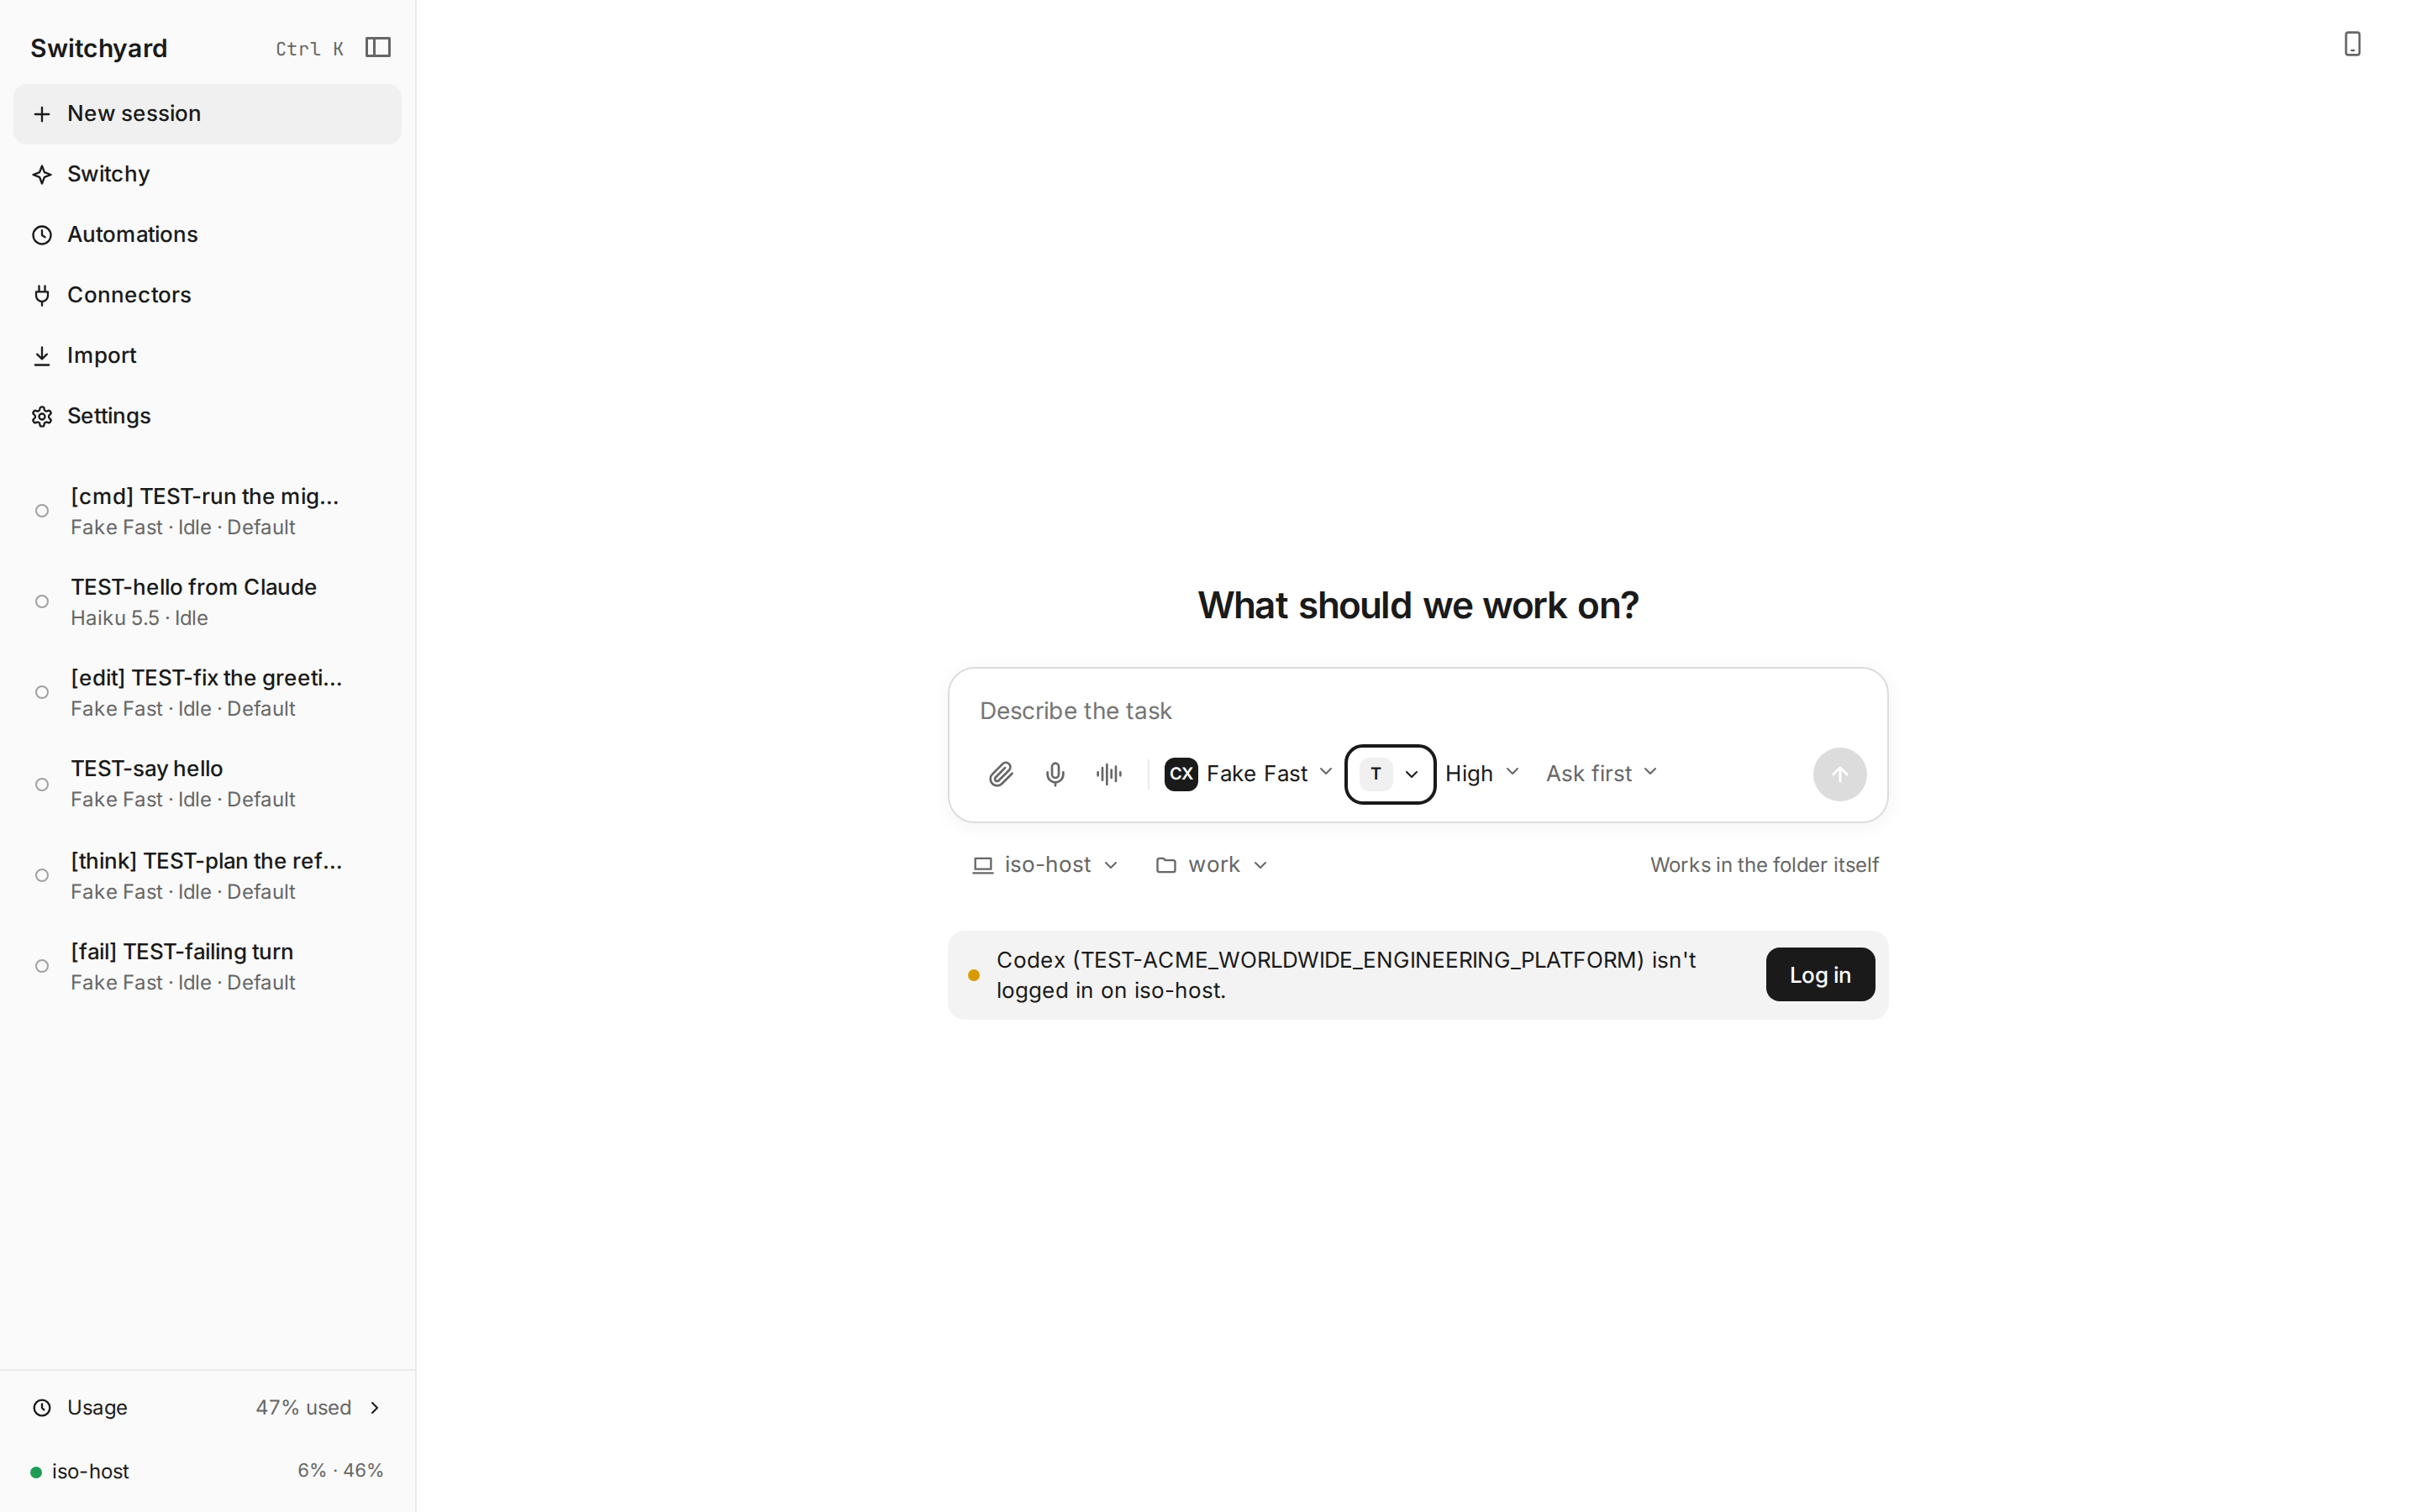 Switchyard Ctrl K
New session
Switchy
Automations
Connectors
Import
Settings
[cmd] TEST-run the mig...
Fake Fast · Idle · Default
TEST-hello from Claude
Haiku 5.5 · Idle
[edit] TEST-fix the greeti...
Fake Fast · Idle · Default
TEST-say hello
Fake Fast · Idle · Default
[think] TEST-plan the ref...
Fake Fast · Idle · Default
[fail] TEST-failing turn
Fake Fast · Idle · Default
Usage 47% used
iso-host 6% · 46%
What should we work on?
Describe the task
CX Fake Fast T High Ask first
iso-host work Works in the folder itself
Codex (TEST-ACME_WORLDWIDE_ENGINEERING_PLATFORM) isn't
logged in on iso-host.
Log in